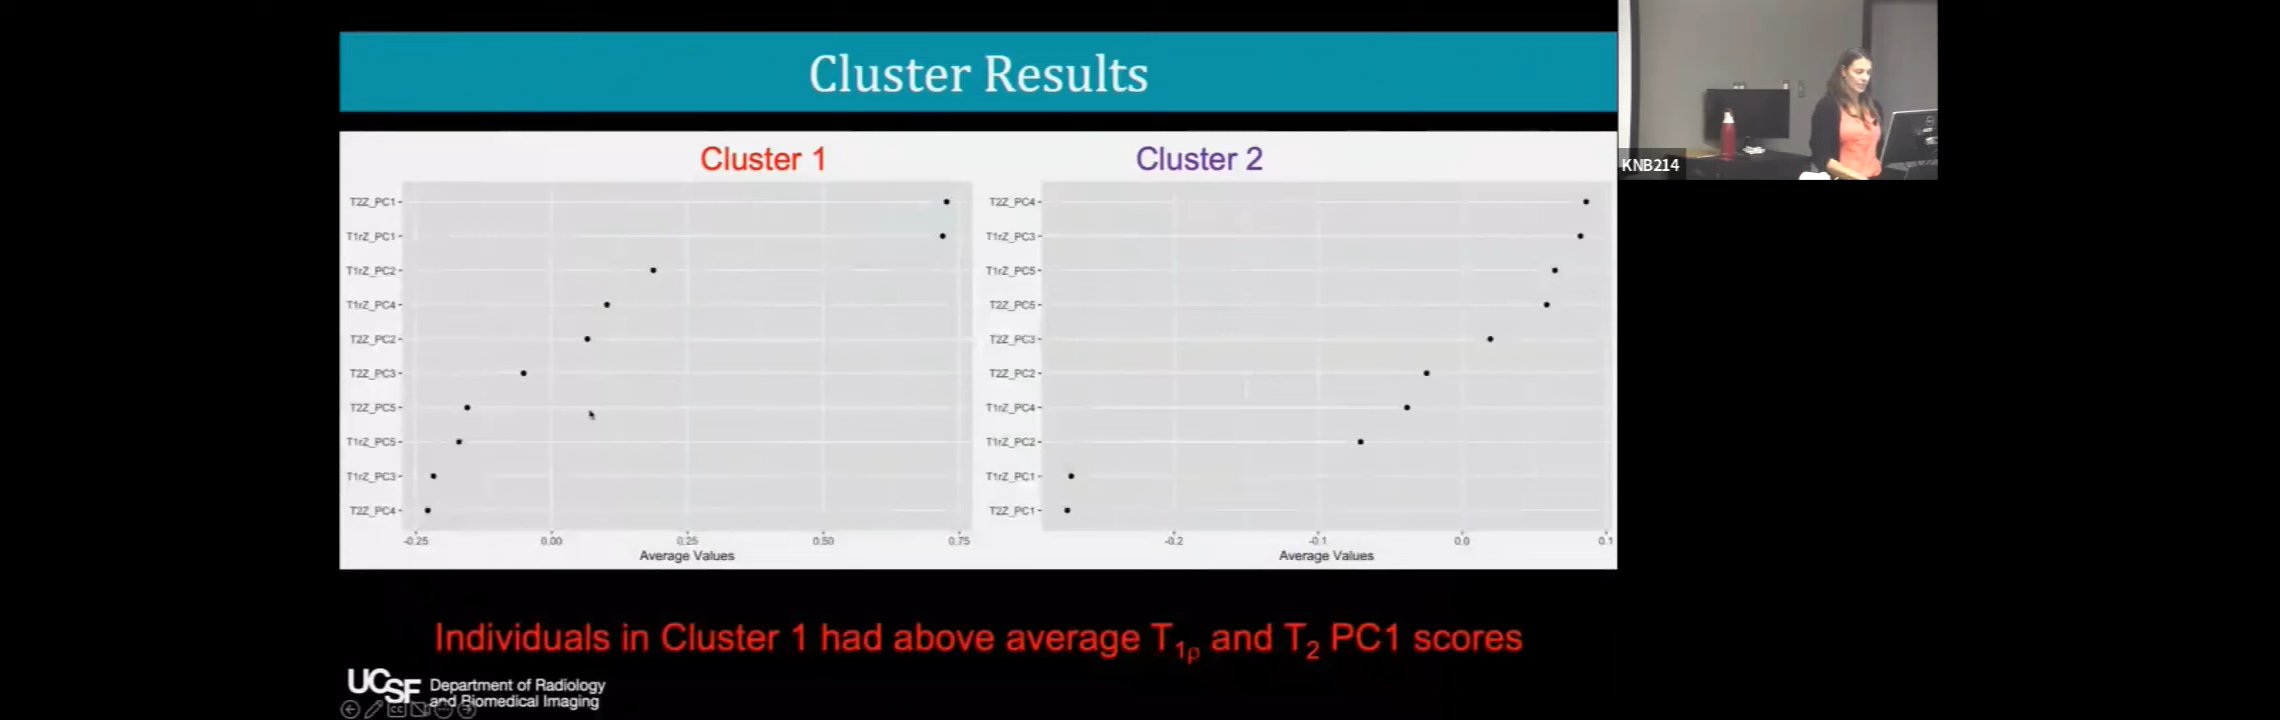 Cluster Results
Cluster 1
T2Z_PC1
T1rZ_PC1
T1rZ_PC2
T1rZ_PC4
T2Z_PC2
T2Z_PC3
T2Z_PC5
T1rZ_PC5
T1rZ_PC3
T2Z_PC4
-0.25 0.00 0.25 0.50 0.75
Average Values
Cluster 2
T2Z_PC4
T1rZ_PC3
T1rZ_PC5
T2Z_PC5
T2Z_PC3
T2Z_PC2
T1rZ_PC4
T1rZ_PC2
T1rZ_PC1
T2Z_PC1
-0.2 -0.1 0.0 0.1
Average Values
Individuals in Cluster 1 had above average T1ρ and T2 PC1 scores
UCSF
Department of Radiology
and Biomedical Imaging
CC
KNB214